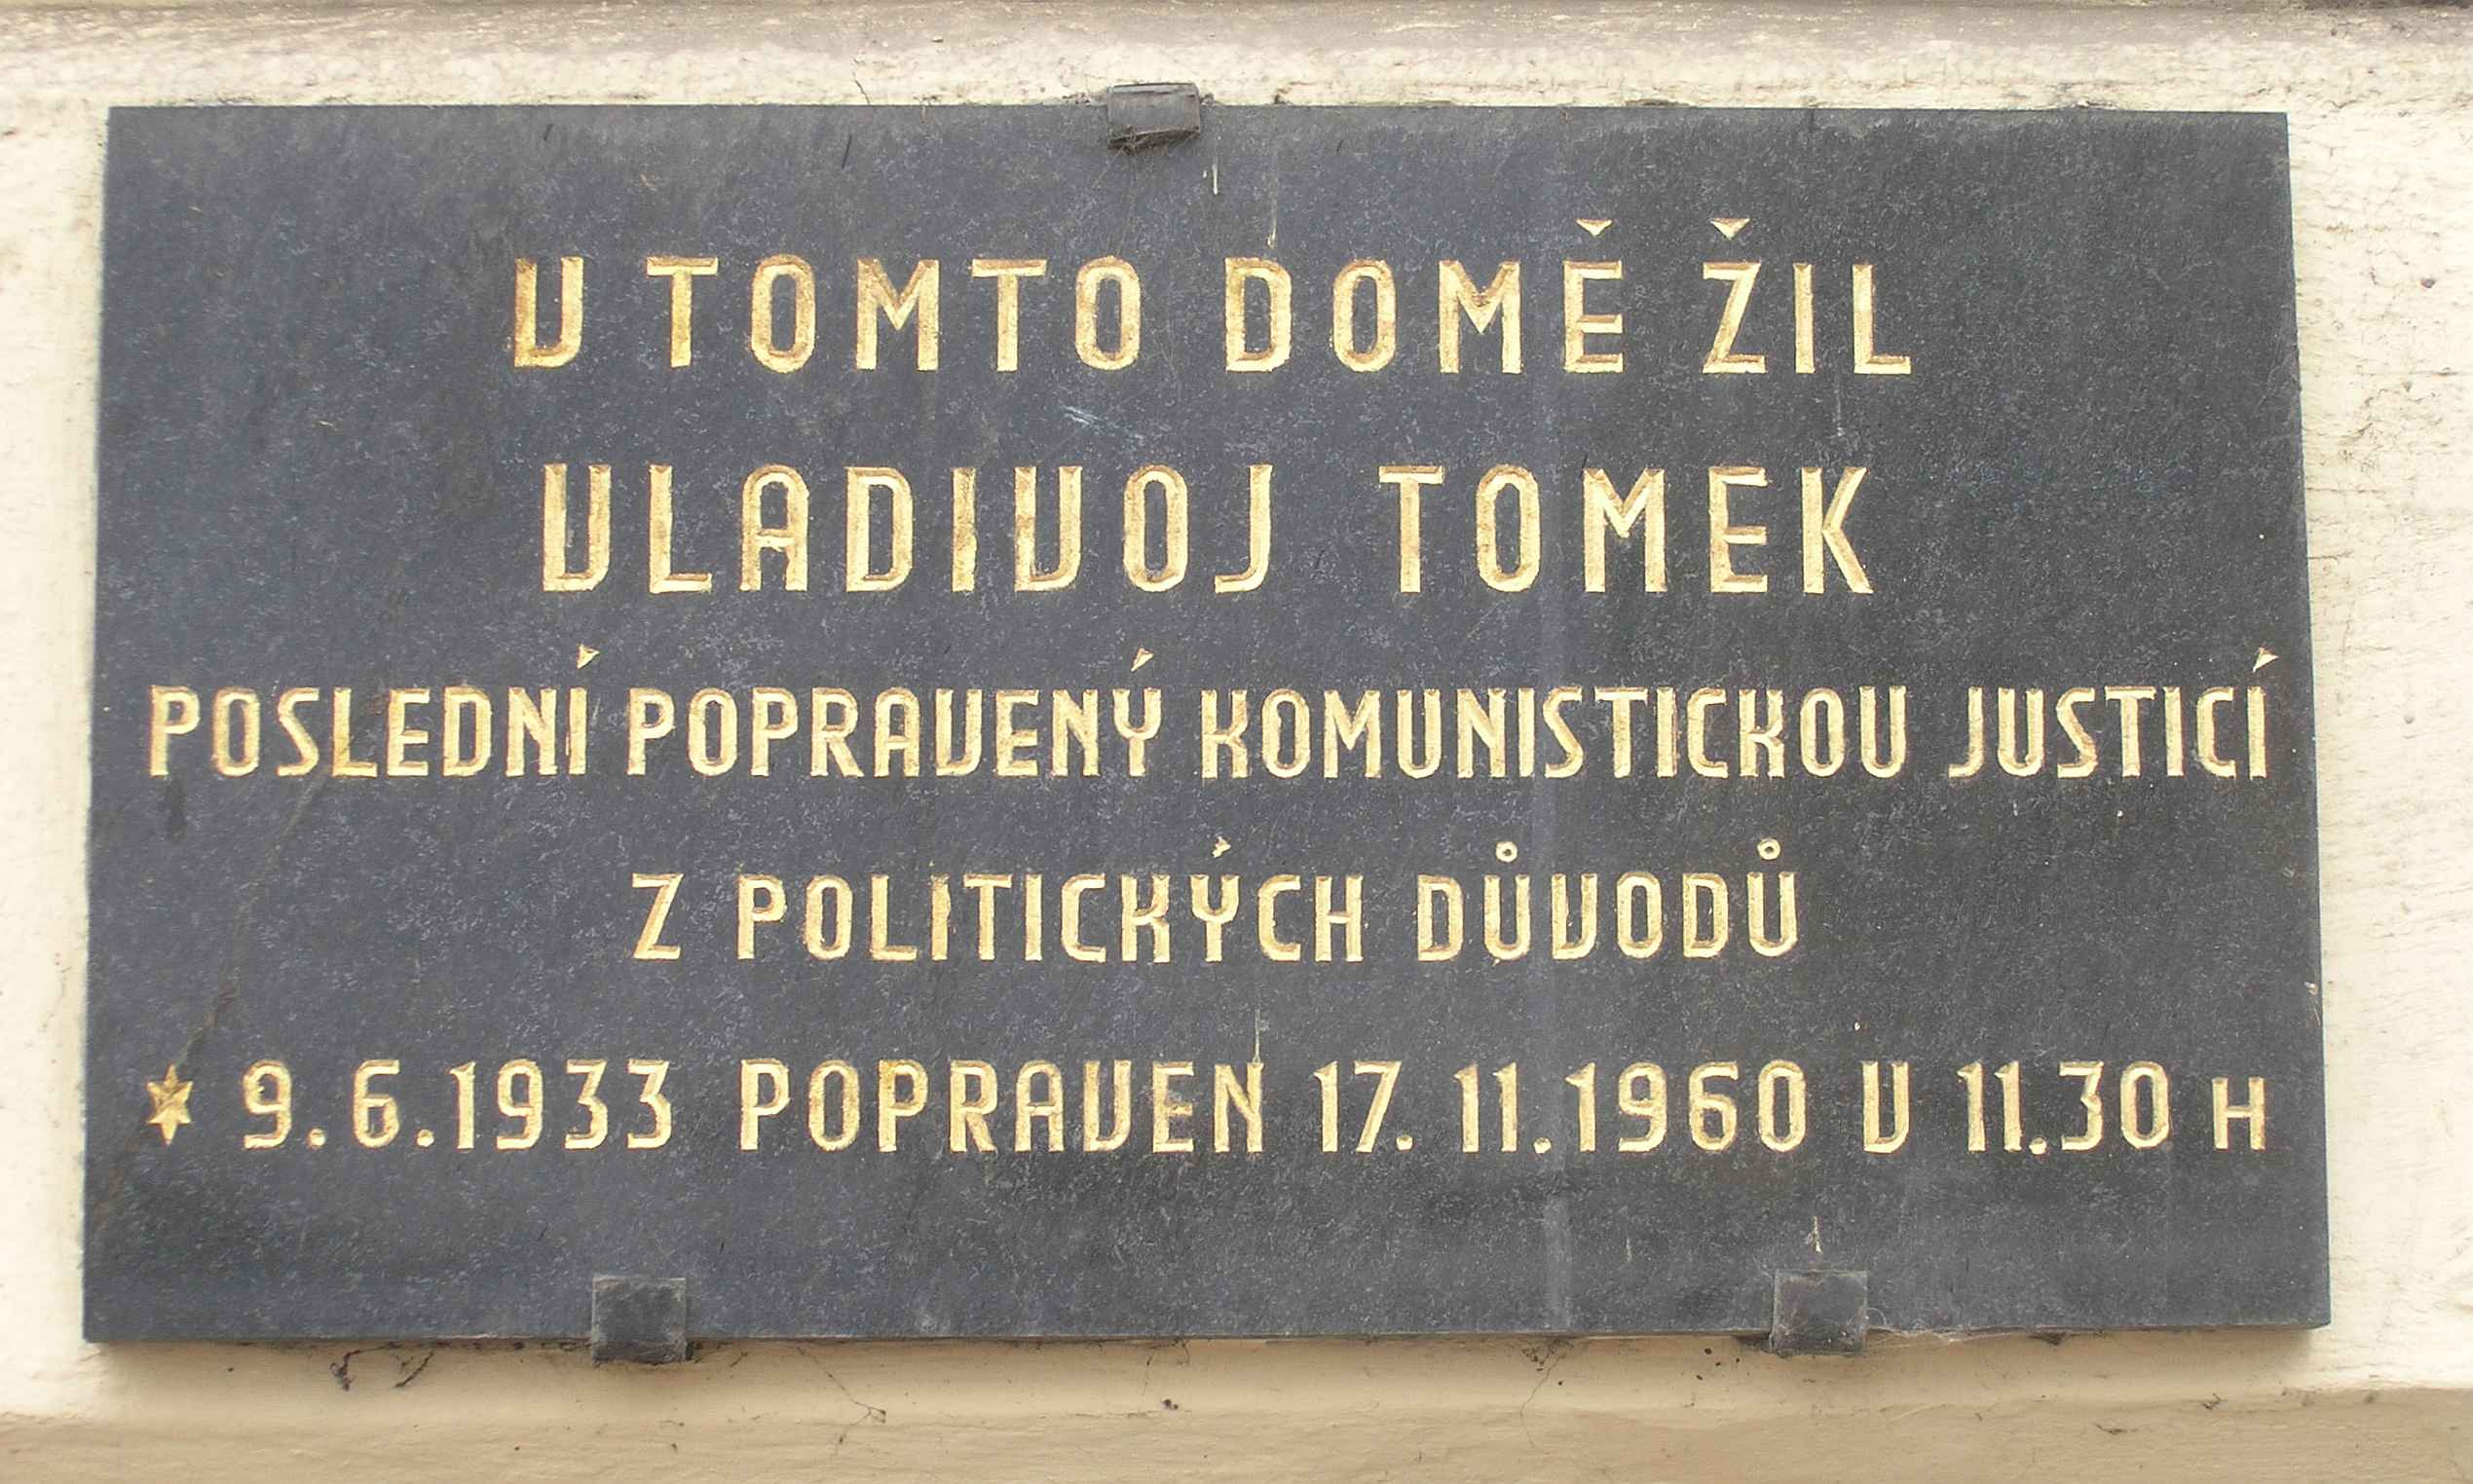 V TOMTO DOMĚ ŽIL
VLADIVOJ TOMEK
POSLEDNÍ POPRAVENÝ KOMUNISTICKOU JUSTICÍ
Z POLITICKÝCH DŮVODŮ
* 9.6.1933 POPRAVEN 17.11.1960 V 11.30 H